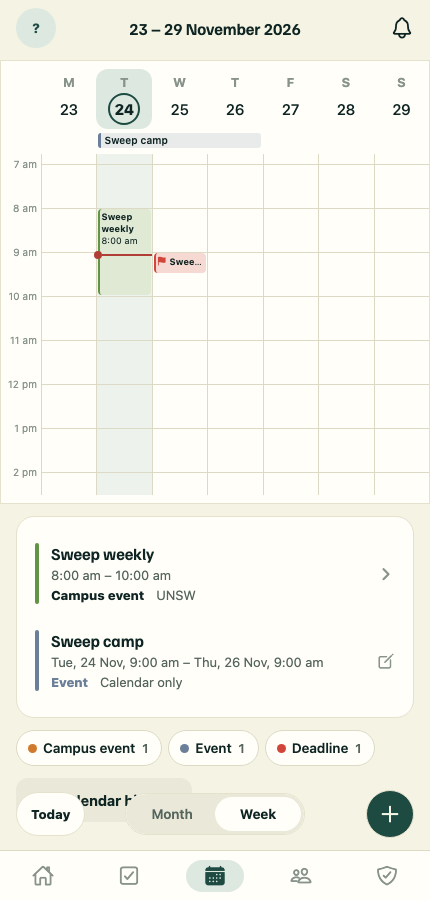 ?
23 – 29 November 2026
M T W T F S S
23 24 25 26 27 28 29
Sweep camp
7 am
8 am
Sweep
weekly
8:00 am
9 am
Swee...
10 am
11 am
12 pm
1 pm
2 pm
Sweep weekly
8:00 am – 10:00 am
Campus event UNSW
Sweep camp
Tue, 24 Nov, 9:00 am – Thu, 26 Nov, 9:00 am
Event Calendar only
Campus event 1
Event 1
Deadline 1
Today
Month
Week